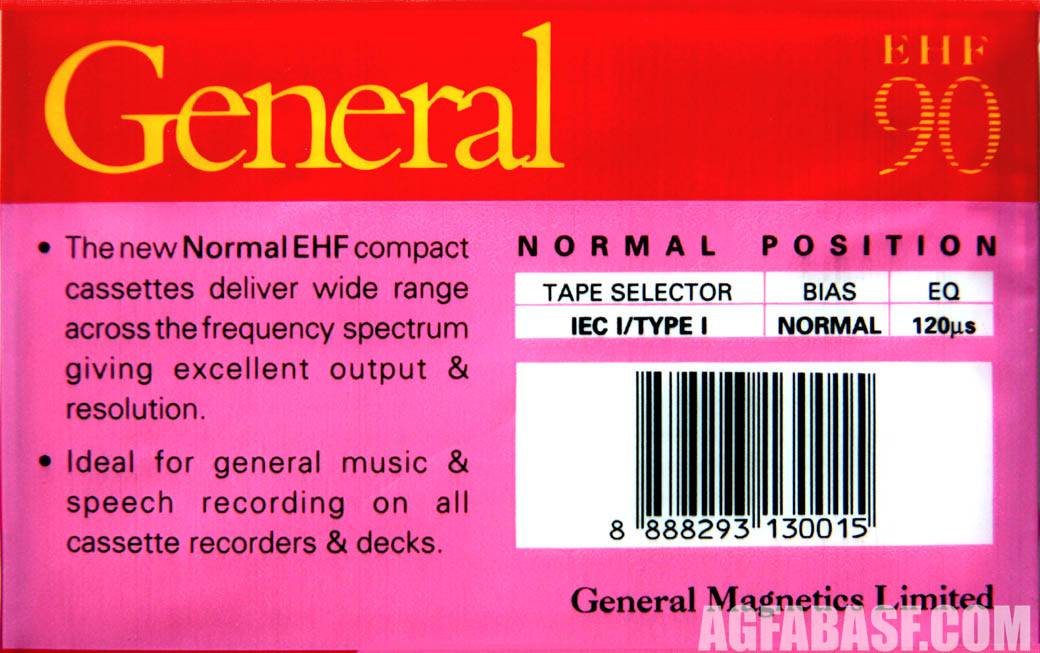 General
EHF
90
• The new Normal EHF compact
cassettes deliver wide range
across the frequency spectrum
giving excellent output &
resolution.
• Ideal for general music &
speech recording on all
cassette recorders & decks.
NORMAL POSITION
TAPE SELECTOR BIAS EQ
IEC I/TYPE I NORMAL 120µs
8 888293 130015
General Magnetics Limited
AGFABASF.COM